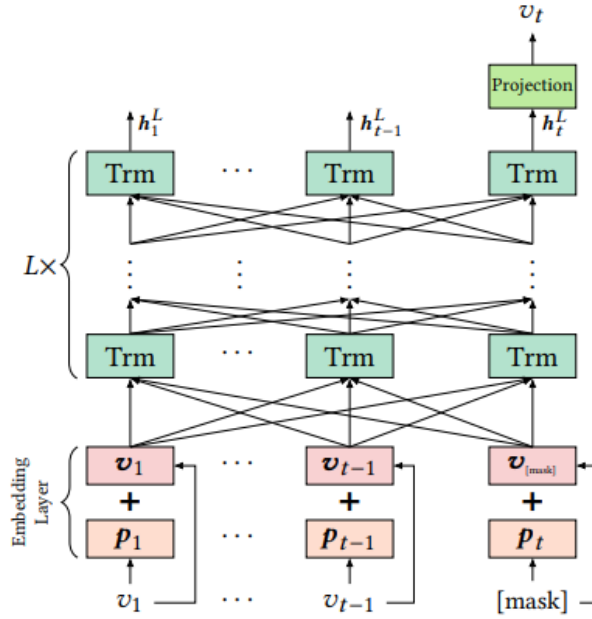 v_t
Projection
h_1^L h_{t-1}^L h_t^L
Trm ... Trm Trm
L×
Trm ... Trm Trm
Embedding
Layer
v_1 ... v_{t-1} v_[mask]
+ + +
p_1 ... p_{t-1} p_t
v_1 ... v_{t-1} [mask]